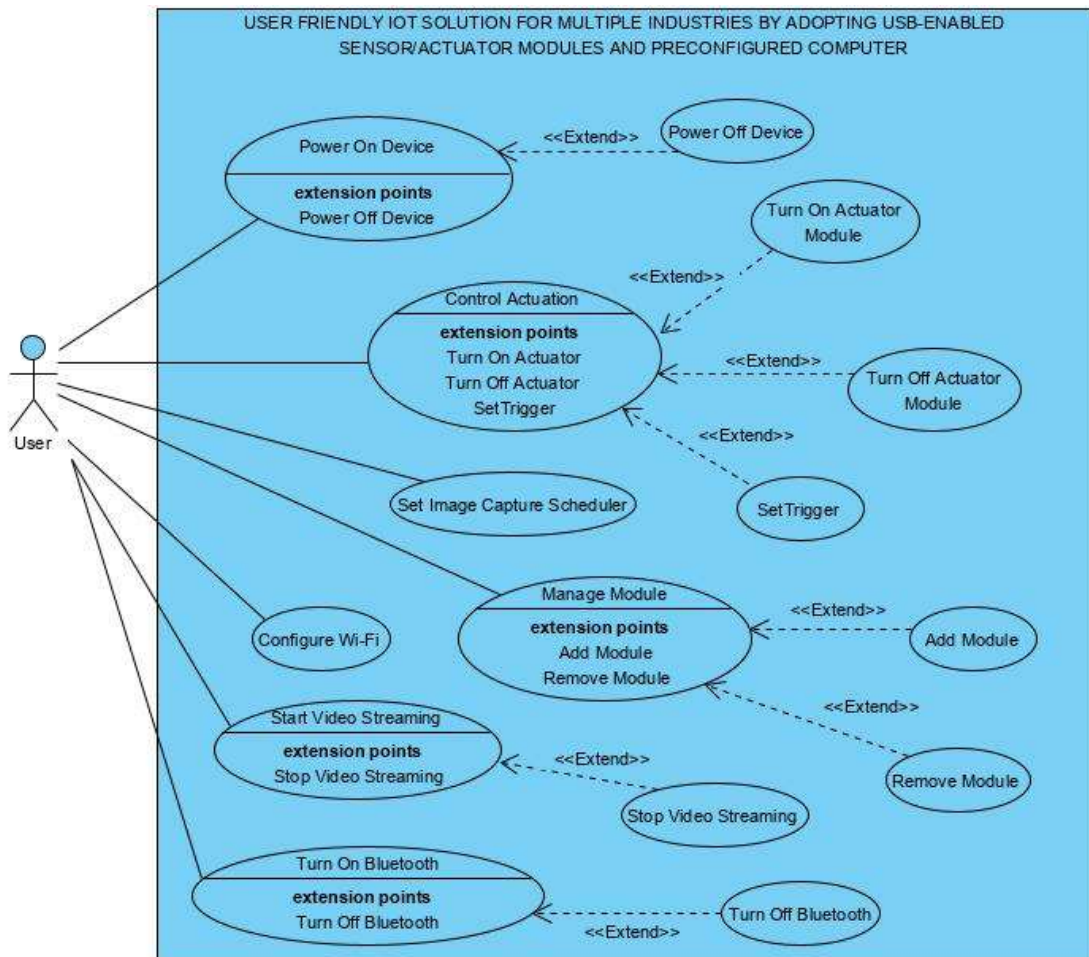 USER FRIENDLY IOT SOLUTION FOR MULTIPLE INDUSTRIES BY ADOPTING USB-ENABLED
SENSOR/ACTUATOR MODULES AND PRECONFIGURED COMPUTER
Power On Device
extension points
Power Off Device
<<Extend>>
Power Off Device
Turn On Actuator
Module
<<Extend>>
Control Actuation
extension points
Turn On Actuator
Turn Off Actuator
SetTrigger
<<Extend>>
Turn Off Actuator
Module
<<Extend>>
SetTrigger
User
Set Image Capture Scheduler
Manage Module
extension points
Add Module
Remove Module
<<Extend>>
Add Module
<<Extend>>
Remove Module
Configure Wi-Fi
Start Video Streaming
extension points
Stop Video Streaming
<<Extend>>
Stop Video Streaming
Turn On Bluetooth
extension points
Turn Off Bluetooth
<<Extend>>
Turn Off Bluetooth